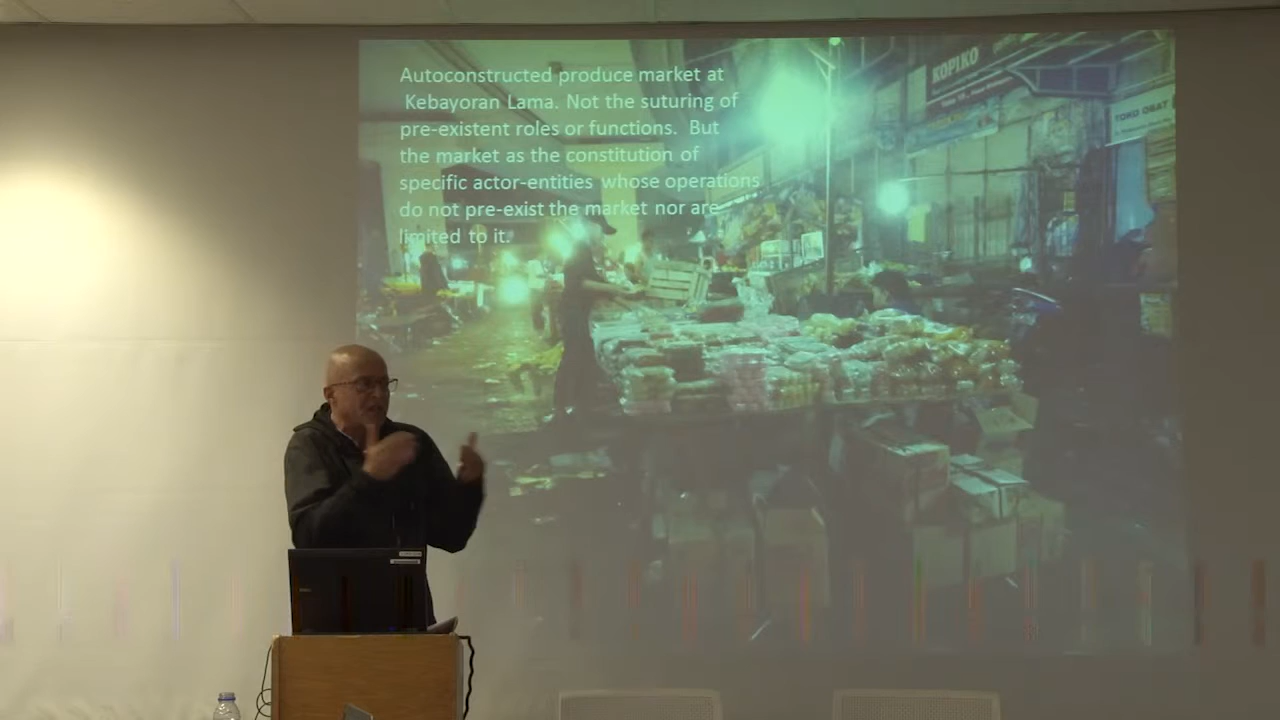 Autoconstructed produce market at
Kebayoran Lama. Not the suturing of
pre-existent roles or functions. But
the market as the constitution of
specific actor-entities whose operations
do not pre-exist the market nor are
limited to it.
KOPIKO
TOKO OBAT